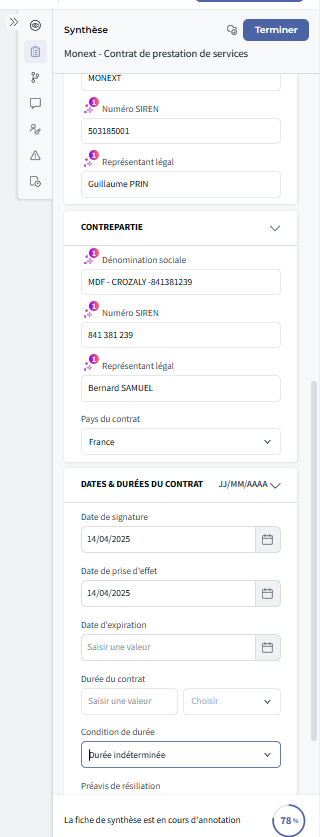 Synthèse
Terminer
Monext - Contrat de prestation de services
MONEXT
1
Numéro SIREN
503185001
1
Représentant légal
Guillaume PRIN
CONTREPARTIE
1
Dénomination sociale
MDF - CROZALY -841381239
1
Numéro SIREN
841 381 239
1
Représentant légal
Bernard SAMUEL
Pays du contrat
France
DATES & DURÉES DU CONTRAT JJ/MM/AAAA
Date de signature
14/04/2025
Date de prise d'effet
14/04/2025
Date d'expiration
Saisir une valeur
Durée du contrat
Saisir une valeur
Choisir
Condition de durée
Durée indéterminée
Préavis de résiliation
La fiche de synthèse est en cours d'annotation
78 %